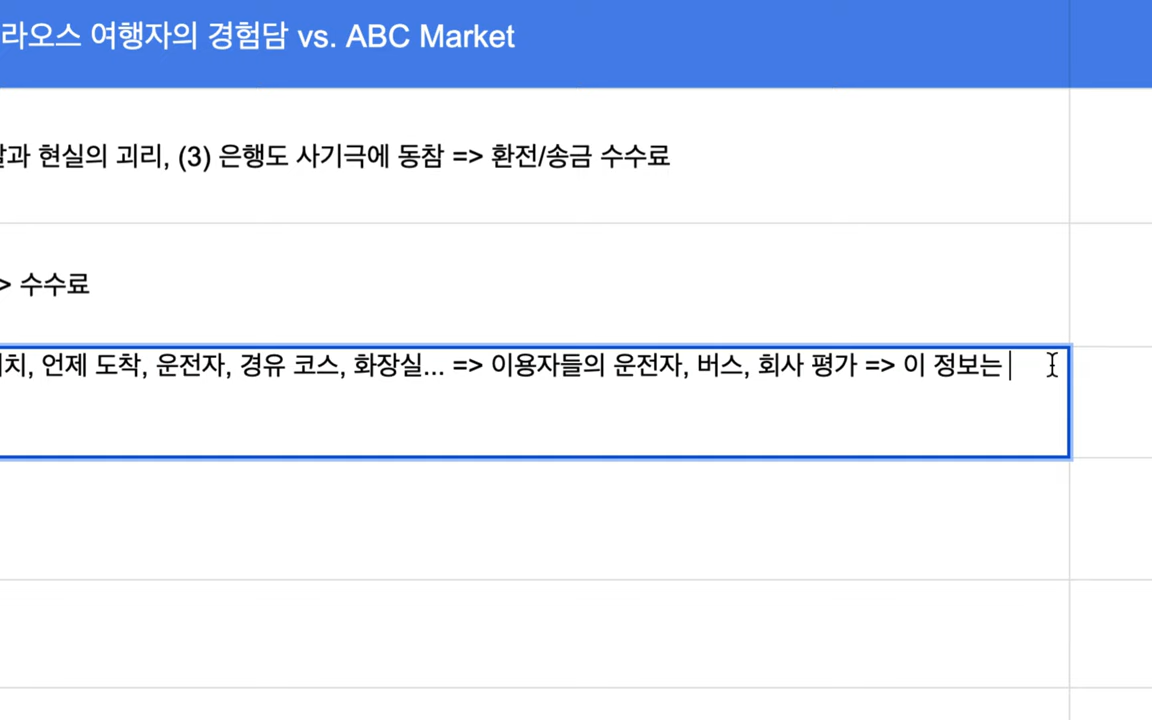 라오스 여행자의 경험담 vs. ABC Market
현실의 괴리, (3) 은행도 사기극에 동참 => 환전/송금 수수료
> 수수료
언제 도착, 운전자, 경유 코스, 화장실... => 이용자들의 운전자, 버스, 회사 평가 => 이 정보는